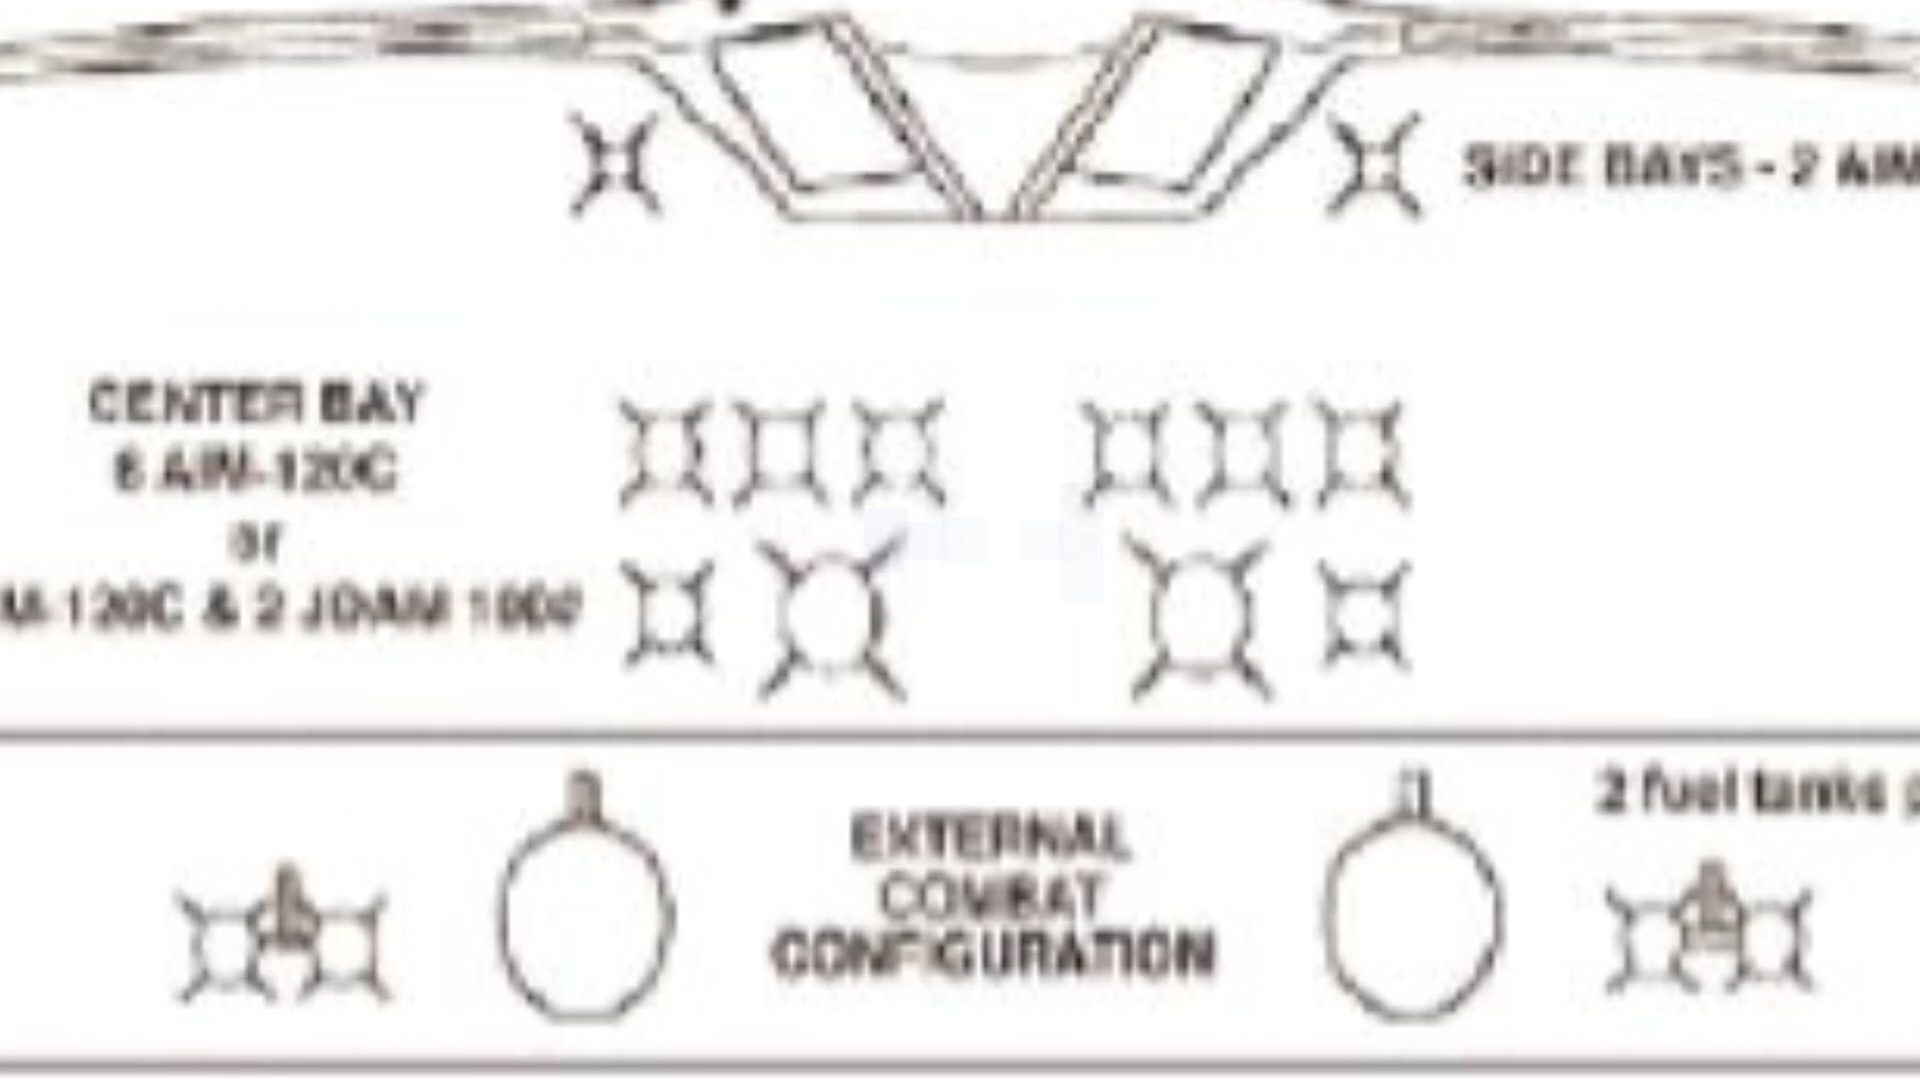 SIDE BAYS - 2 AIM
CENTER BAY
6 AIM-120C
or
M-120C & 2 JDAM 1000
2 fuel tanks p
EXTERNAL
COMBAT
CONFIGURATION